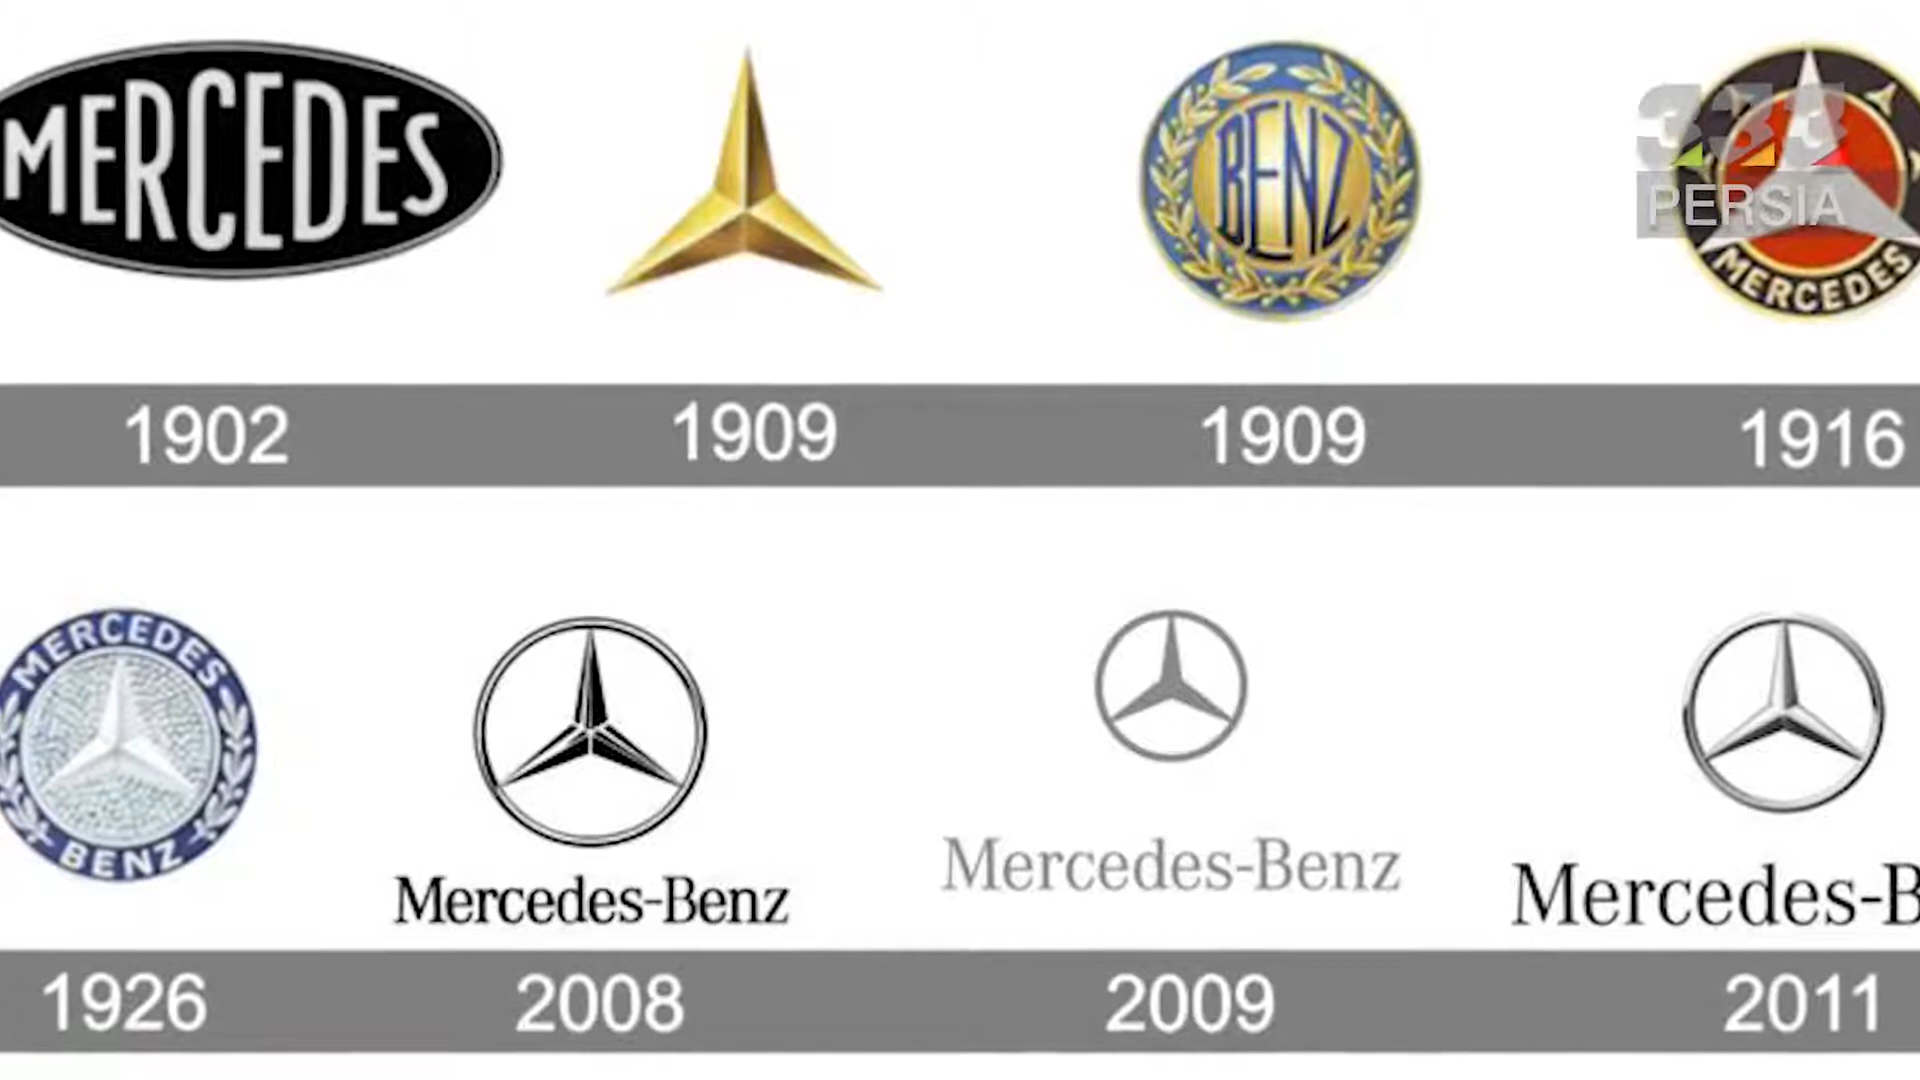 MERCEDES
BENZ
333
PERSIA
MERCEDES
1902
1909
1909
1916
MERCEDES
BENZ
Mercedes-Benz
Mercedes-Benz
Mercedes-B
1926
2008
2009
2011